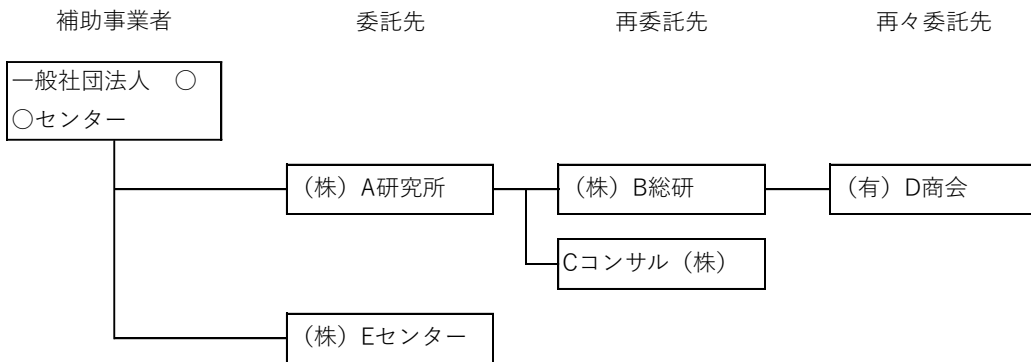 補助事業者 委託先 再委託先 再々委託先
一般社団法人　○
○センター
（株）A研究所 （株）B総研 （有）D商会
Cコンサル（株）
（株）Eセンター